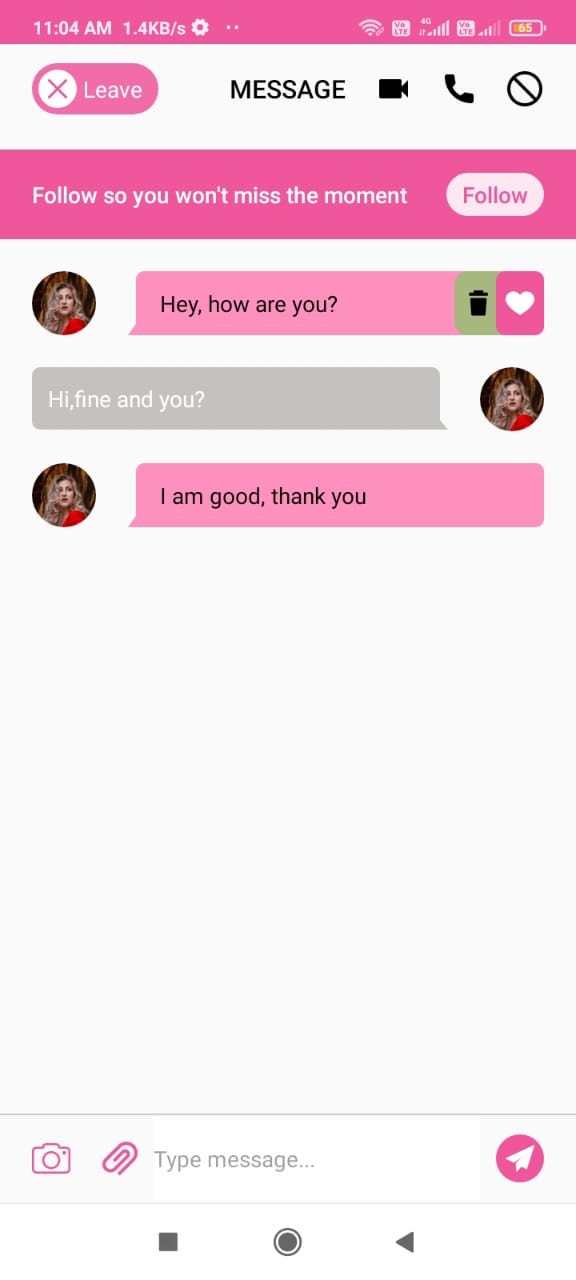 11:04 AM 1.4KB/s
Vo LTE 4G Vo LTE 65
Leave MESSAGE
Follow so you won't miss the moment Follow
Hey, how are you?
Hi,fine and you?
I am good, thank you
Type message...